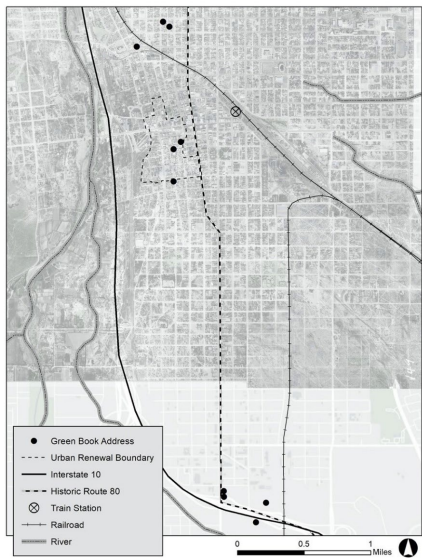 Green Book Address
Urban Renewal Boundary
Interstate 10
Historic Route 80
Train Station
Railroad
River
0 0.5 1
Miles